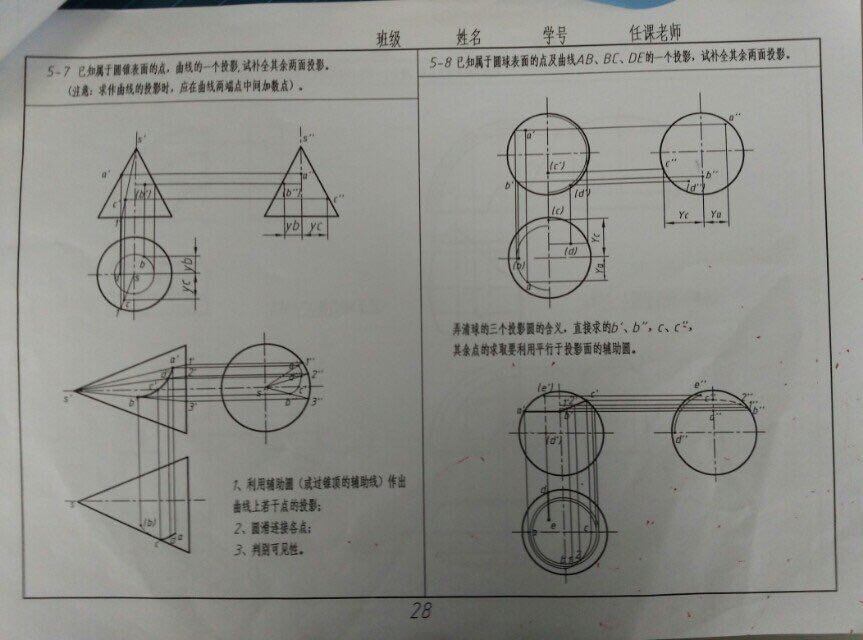 班级 姓名 学号 任课老师
5-7 已知属于圆锥表面的点，曲线的一个投影，试补全其余两面投影。
（注意：求作曲线的投影时，应在曲线两端点中间加数点）。
s' s''
a' (b') a'' (b'')
c' c''
1'
yb yc
b yb
s yc
c
a' 1' 1''
d' 2' 2''
s' c' s c''
b' 3' b'' 3''
s (b)
c d a
1、利用辅助圆（或过锥顶的辅助线）作出
曲线上若干点的投影；
2、圆滑连接各点；
3、判别可见性。
5-8 已知属于圆球表面的点及曲线AB、BC、DE的一个投影，试补全其余两面投影。
a' a''
(c') c''
b' (d') b'' (d'')
Yc Ya
(c) Yc
(b) (d)
a Ya
弄清球的三个投影圆的含义，直接求的b'、b''，c、c''，
其余点的求取要利用平行于投影面的辅助圆。
(e') c' e''
a' 1' 2' c'' 2''
b' 1'' b''
(d') a'' d''
d
a e c
b 2
28